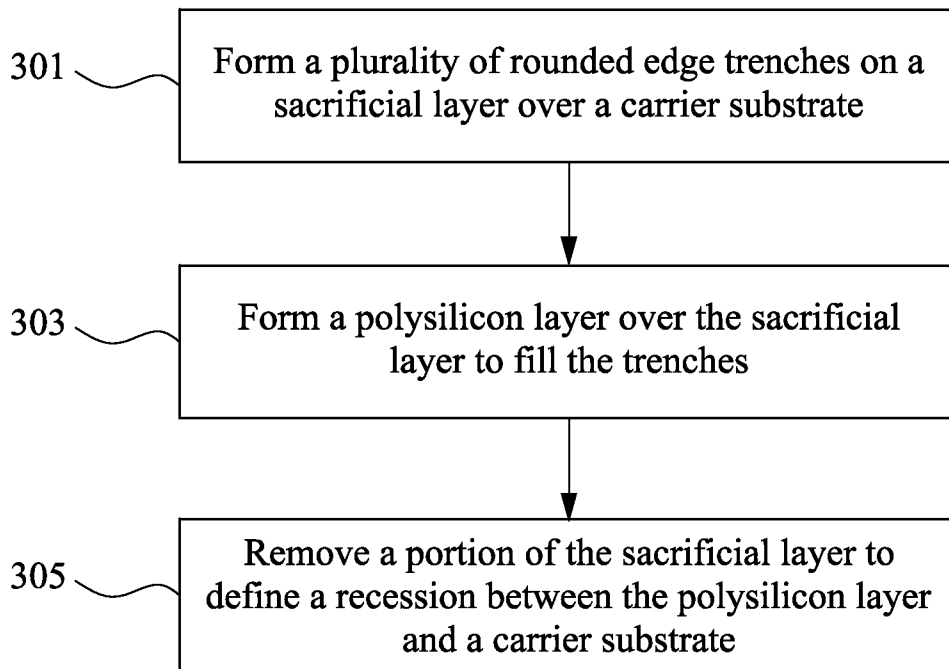 301
Form a plurality of rounded edge trenches on a
sacrificial layer over a carrier substrate
303
Form a polysilicon layer over the sacrificial
layer to fill the trenches
305
Remove a portion of the sacrificial layer to
define a recession between the polysilicon layer
and a carrier substrate